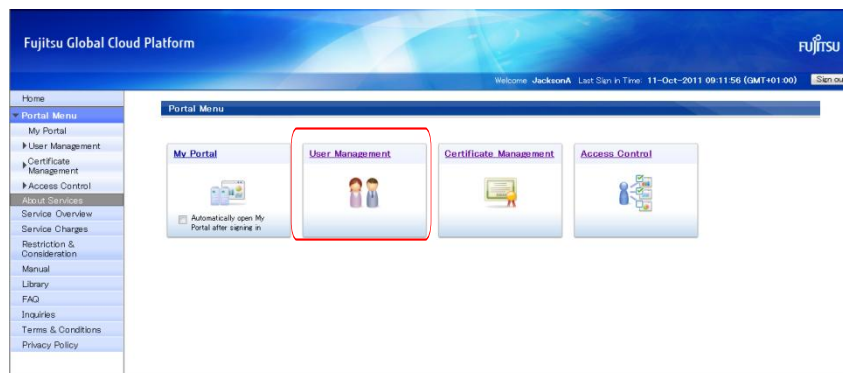 Fujitsu Global Cloud Platform
FUJITSU
Welcome JacksonA Last Sign in Time: 11-Oct-2011 09:11:56 (GMT+01:00) Sign ou
Home
Portal Menu
My Portal
User Management
Certificate
Management
Access Control
About Services
Service Overview
Service Charges
Restriction &
Consideration
Manual
Library
FAQ
Inquiries
Terms & Conditions
Privacy Policy
Portal Menu
My Portal
Automatically open My
Portal after signing in
User Management
Certificate Management
Access Control